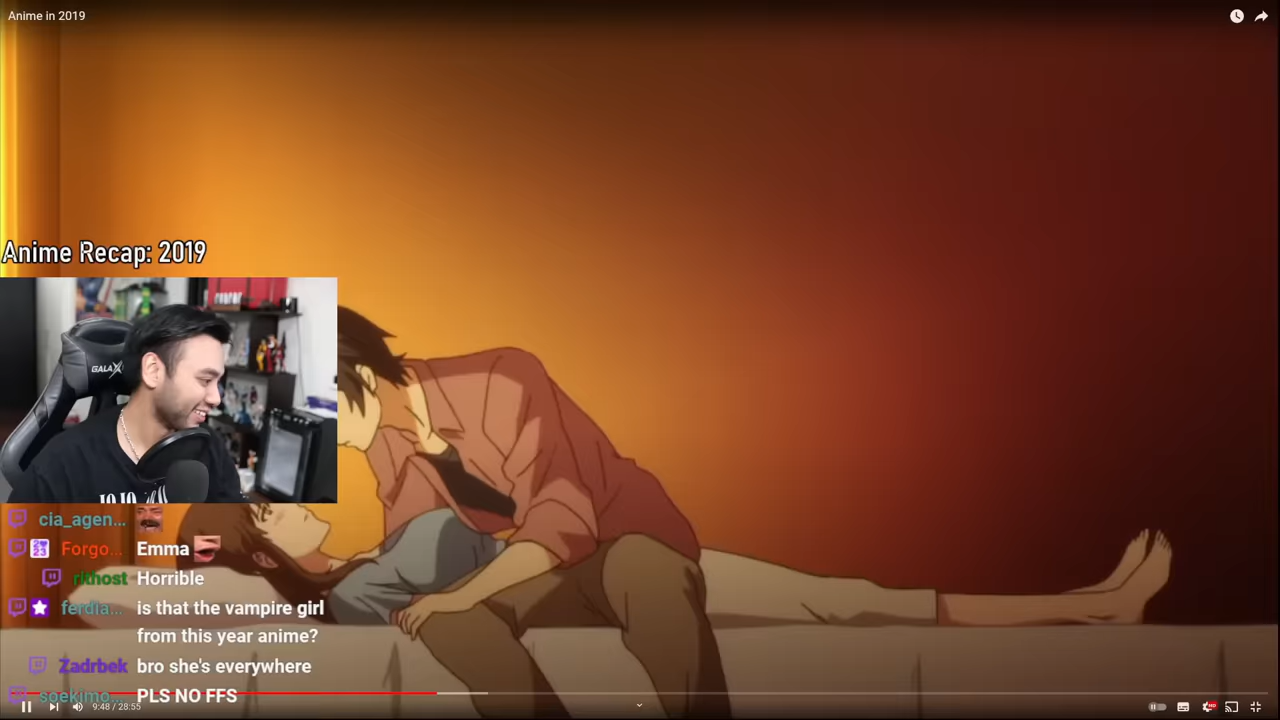 Anime in 2019
Anime Recap: 2019
GALAX
cia_agen...
Forgo... Emma
rithost Horrible
ferdia... is that the vampire girl
from this year anime?
Zadrbek bro she's everywhere
soekimo... PLS NO FFS
9:48 / 28:55
HD